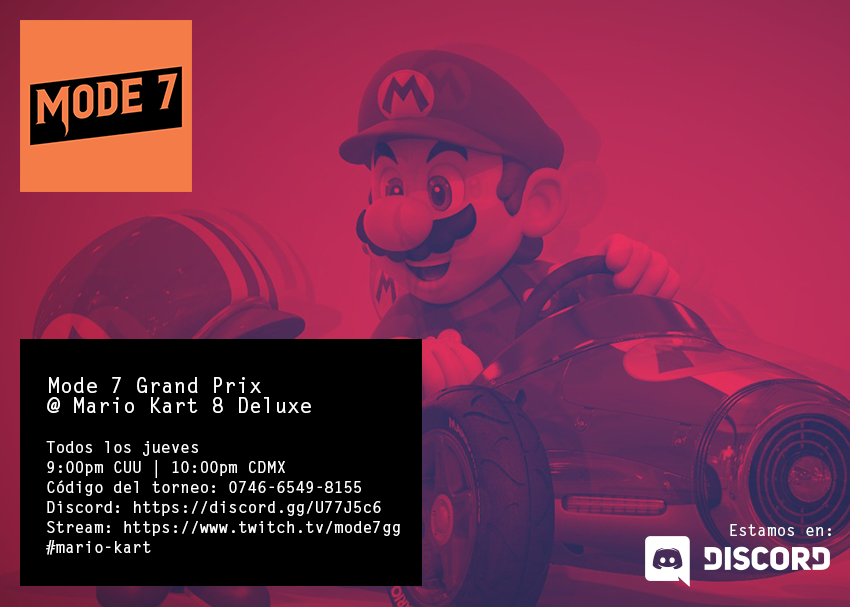 MODE 7
Mode 7 Grand Prix
@ Mario Kart 8 Deluxe
Todos los jueves
9:00pm CUU | 10:00pm CDMX
Código del torneo: 0746-6549-8155
Discord: https://discord.gg/U77J5c6
Stream: https://www.twitch.tv/mode7gg
#mario-kart
Estamos en:
DISCORD
M